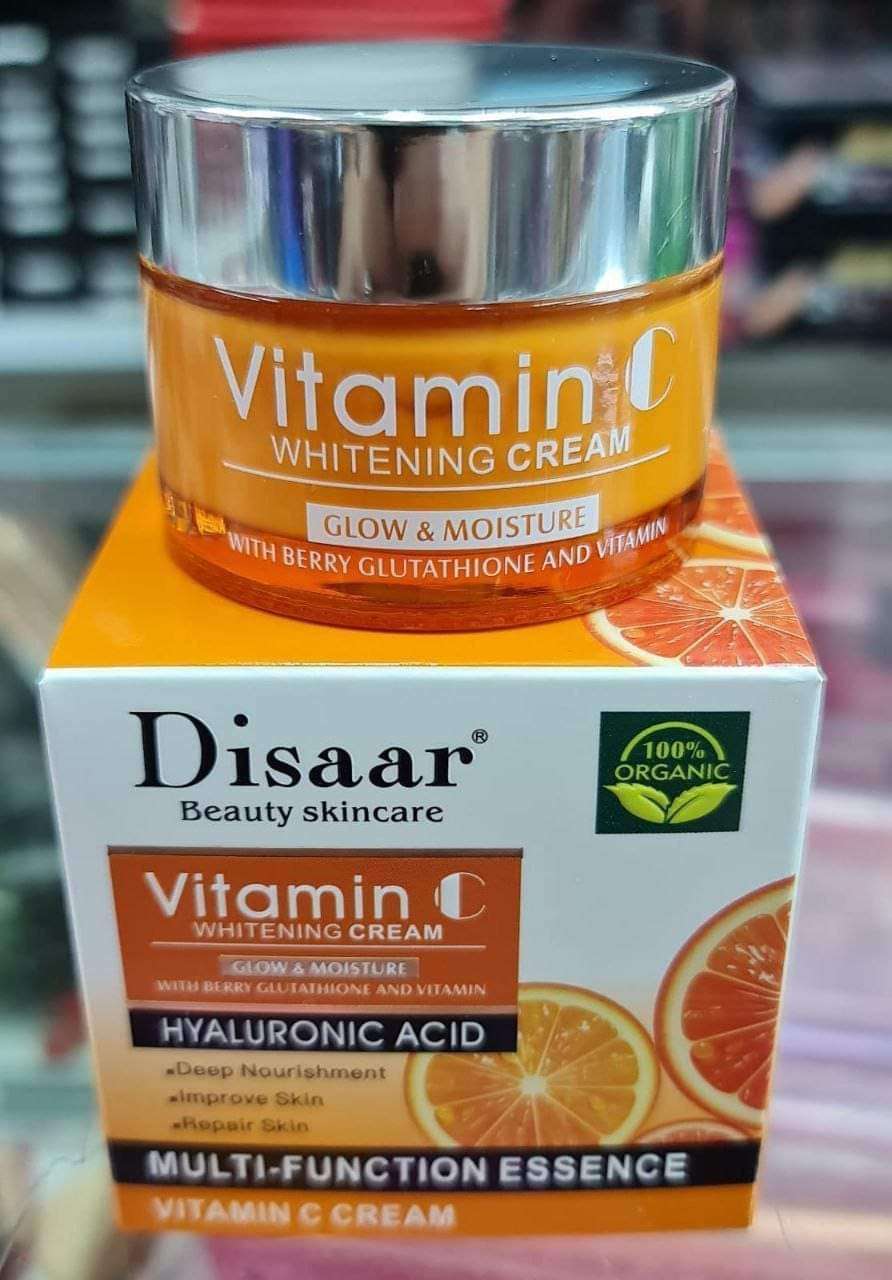 Vitamin C
WHITENING CREAM
GLOW & MOISTURE
WITH BERRY GLUTATHIONE AND VITAMIN
Disaar®
Beauty skincare
100%
ORGANIC
Vitamin C
WHITENING CREAM
GLOW & MOISTURE
WITH BERRY GLUTATHIONE AND VITAMIN
HYALURONIC ACID
▪Deep Nourishment
▪Improve Skin
▪Repair Skin
MULTI-FUNCTION ESSENCE
VITAMIN C CREAM